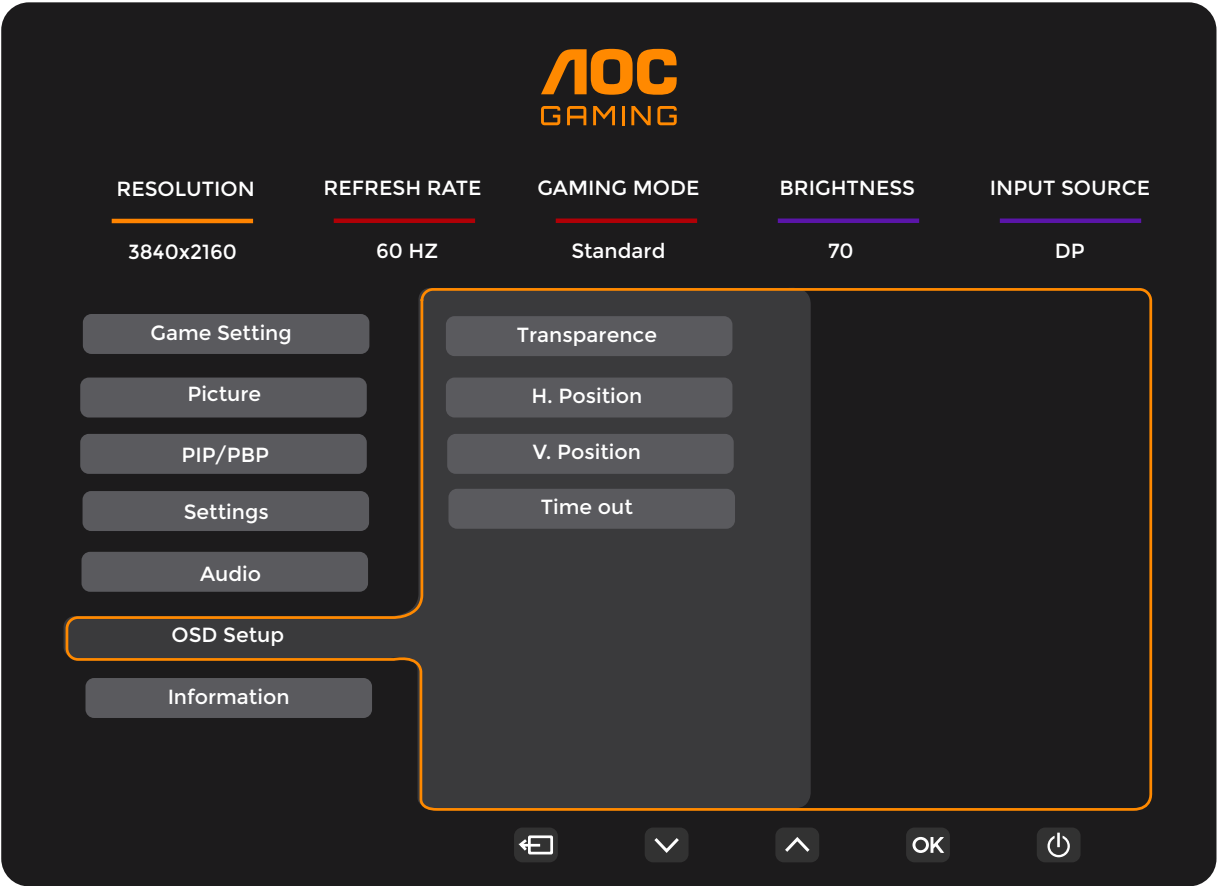 AOC
GAMING
RESOLUTION REFRESH RATE GAMING MODE BRIGHTNESS INPUT SOURCE
3840x2160 60 HZ Standard 70 DP
Game Setting
Picture
PIP/PBP
Settings
Audio
OSD Setup
Information
Transparence
H. Position
V. Position
Time out
OK